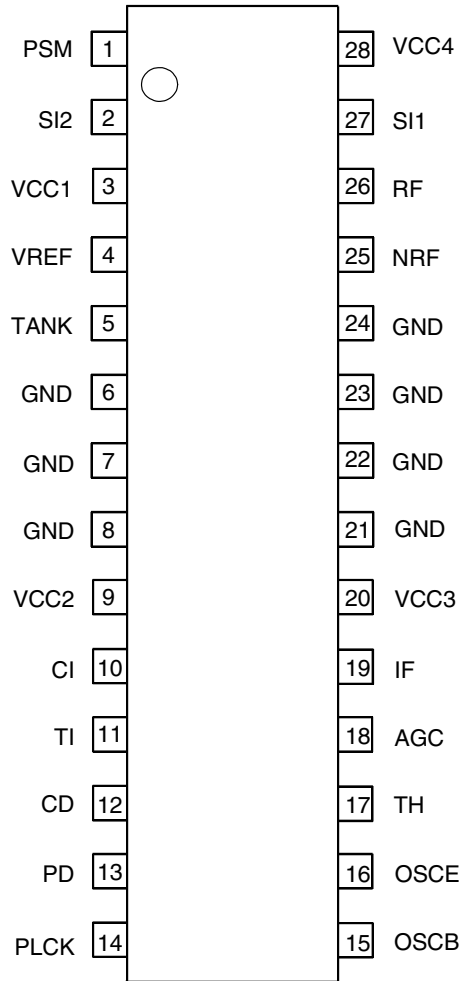 PSM 1 28 VCC4
SI2 2 27 SI1
VCC1 3 26 RF
VREF 4 25 NRF
TANK 5 24 GND
GND 6 23 GND
GND 7 22 GND
GND 8 21 GND
VCC2 9 20 VCC3
CI 10 19 IF
TI 11 18 AGC
CD 12 17 TH
PD 13 16 OSCE
PLCK 14 15 OSCB